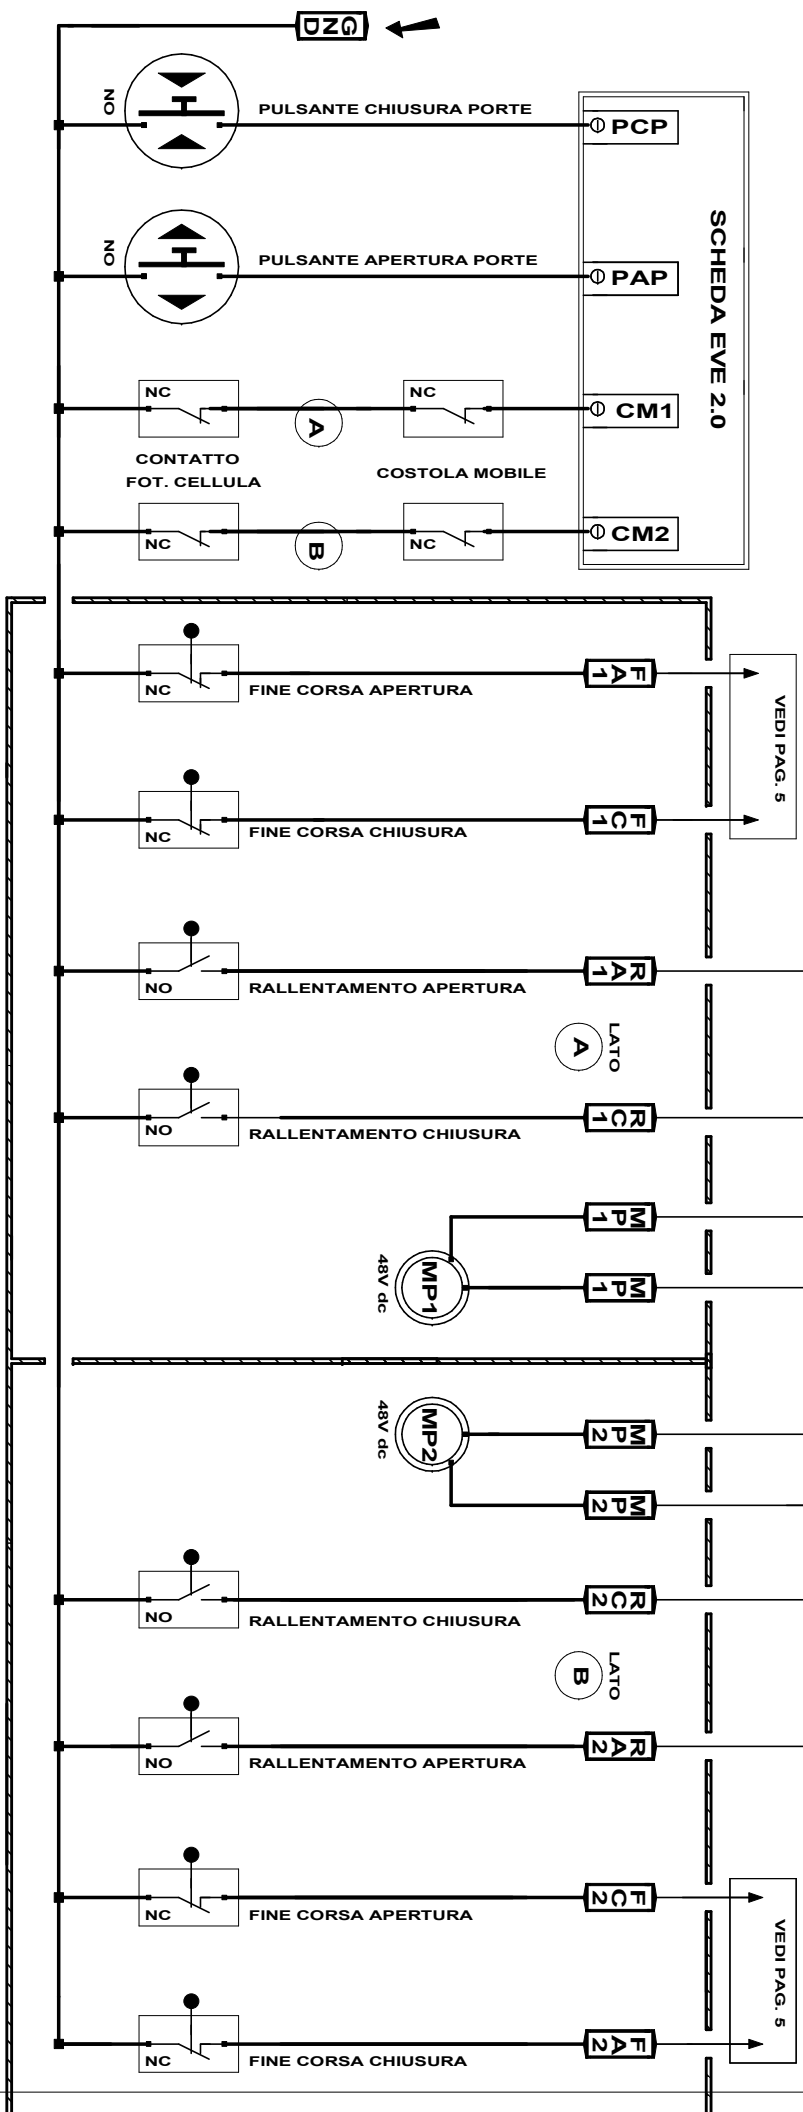 GND
NO
PULSANTE CHIUSURA PORTE
PCP
SCHEDA EVE 2.0
NO
PULSANTE APERTURA PORTE
PAP
NC
A
NC
CM1
CONTATTO
FOT. CELLULA
COSTOLA MOBILE
NC
B
NC
CM2
NC
FINE CORSA APERTURA
FA1
VEDI PAG. 5
NC
FINE CORSA CHIUSURA
FC1
NO
RALLENTAMENTO APERTURA
RA1
LATO
A
NO
RALLENTAMENTO CHIUSURA
RC1
MP1
MP1
48V dc
MP1
MP2
48V dc
MP2
MP2
NO
RALLENTAMENTO CHIUSURA
RC2
LATO
B
NO
RALLENTAMENTO APERTURA
RA2
NC
FINE CORSA APERTURA
FC2
VEDI PAG. 5
NC
FINE CORSA CHIUSURA
FA2